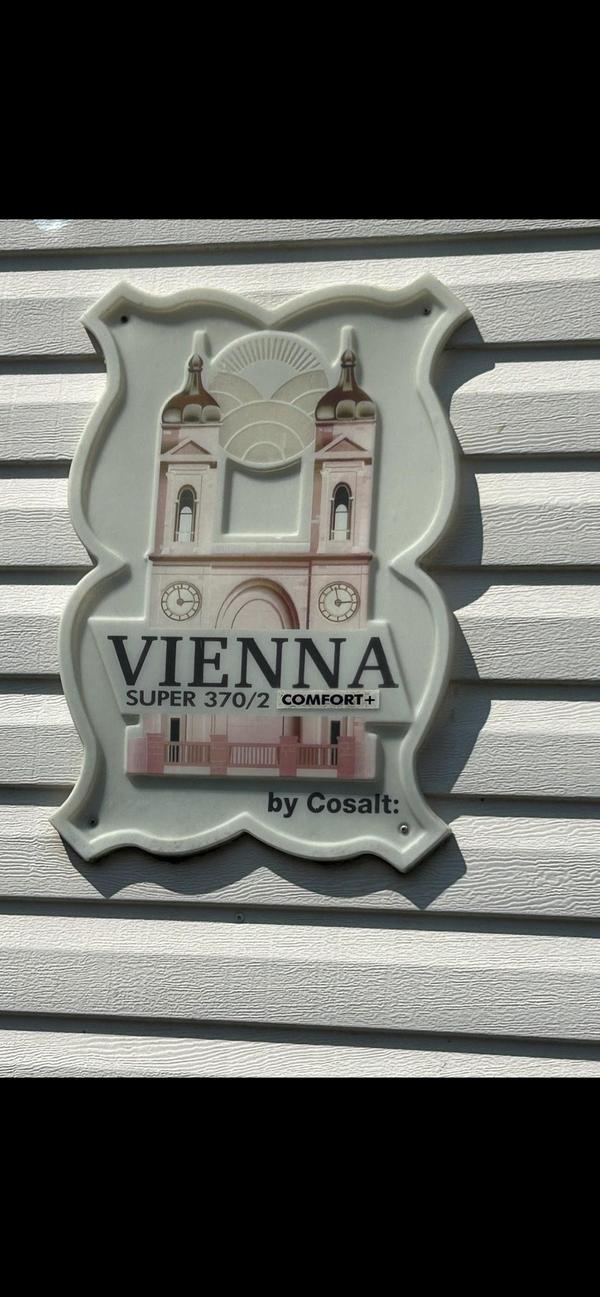 VIENNA
SUPER 370/2 COMFORT+
by Cosalt: